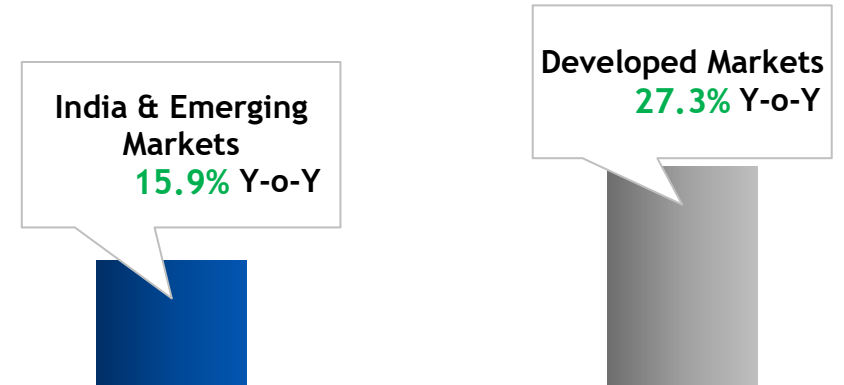 India & Emerging
Markets
15.9% Y-o-Y
Developed Markets
27.3% Y-o-Y